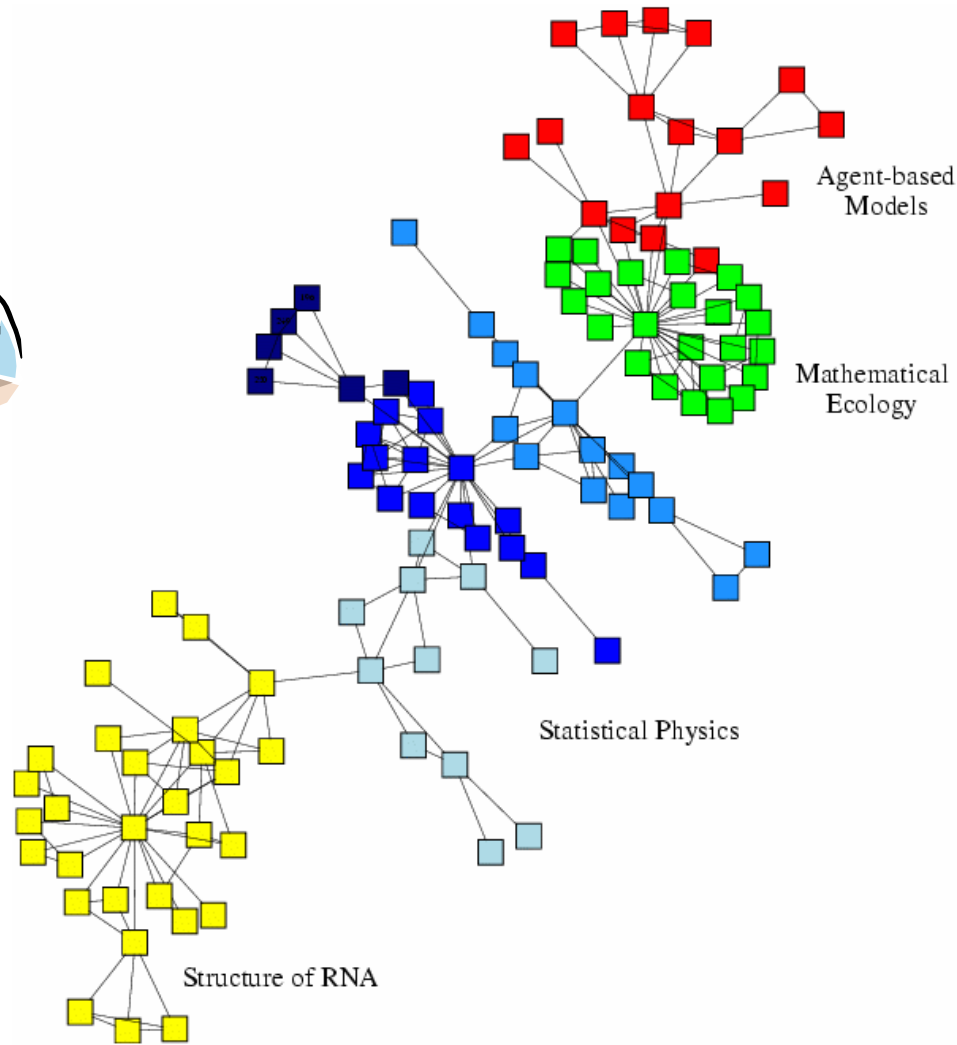 Agent-based
Models
Mathematical
Ecology
Statistical Physics
Structure of RNA